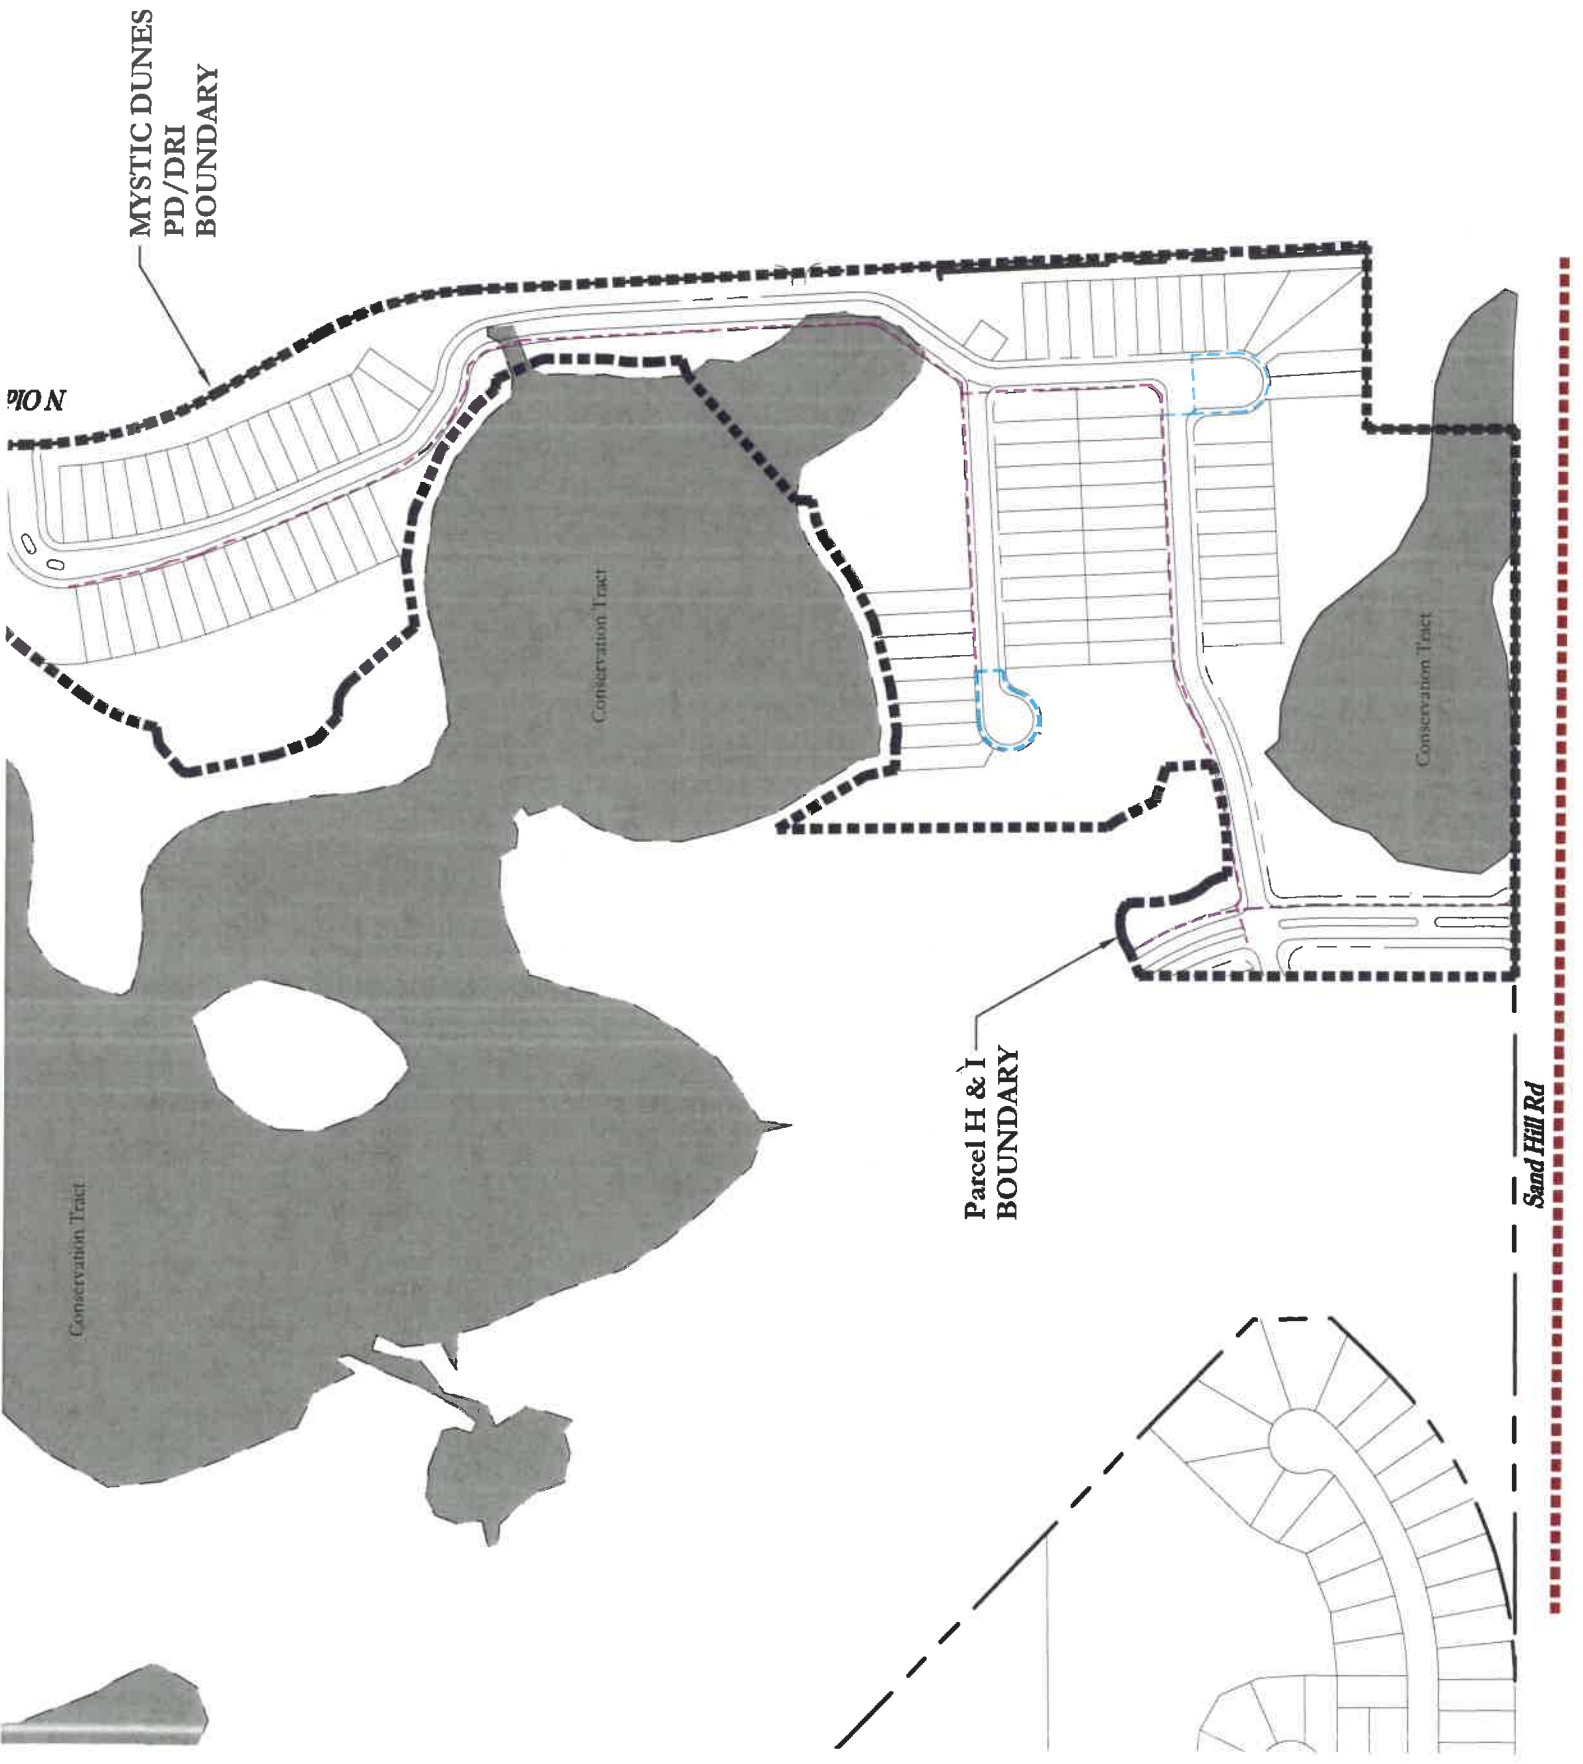 MYSTIC DUNES
PD/DRI
BOUNDARY
Conservation Tract
Conservation Tract
Conservation Tract
Parcel H & I
BOUNDARY
Sand Hill Rd